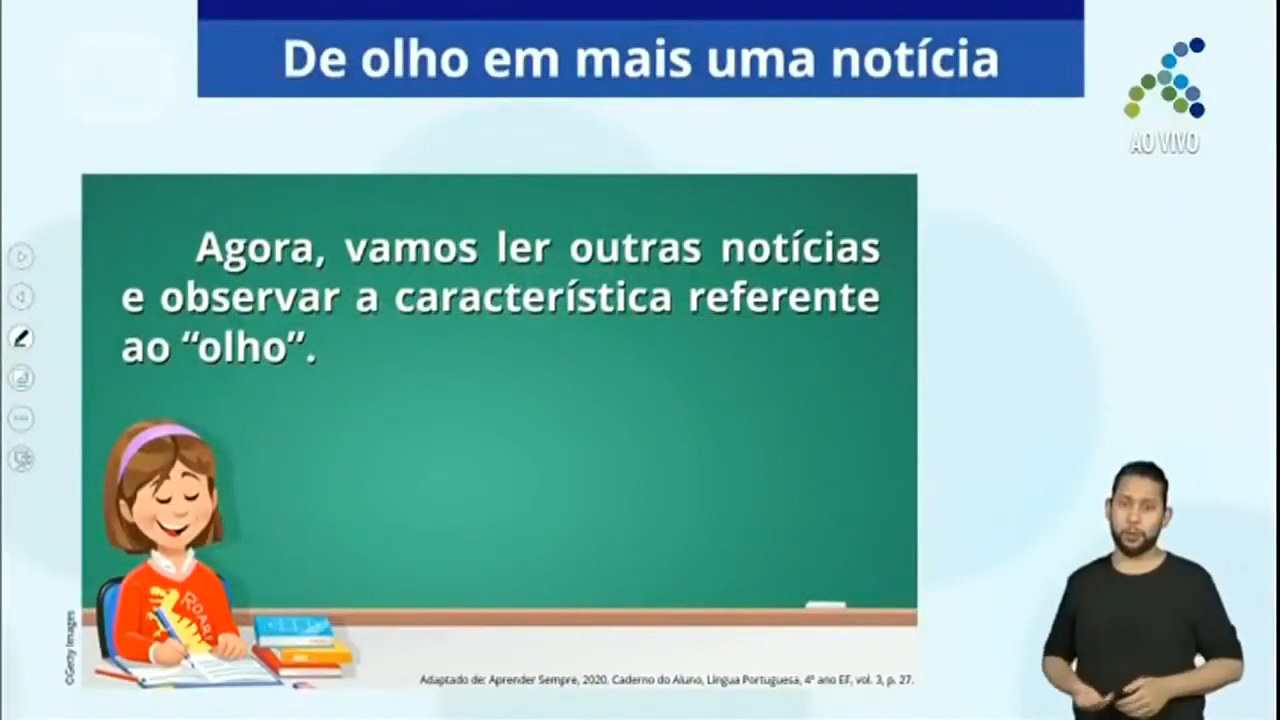 De olho em mais uma notícia
AO VIVO
Agora, vamos ler outras notícias
e observar a característica referente
ao “olho”.
ROAR!
©Getty Images
Adaptado de: Aprender Sempre, 2020. Caderno do Aluno, Língua Portuguesa, 4º ano EF, vol. 3, p. 27.